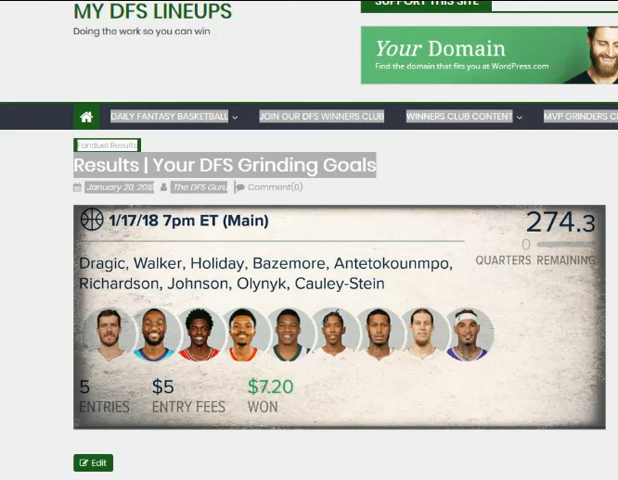 MY DFS LINEUPS
Doing the work so you can win
SUPPORT THIS SITE
Your Domain
Find the domain that fits you at WordPress.com
DAILY FANTASY BASKETBALL JOIN OUR DFS WINNERS CLUB WINNERS CLUB CONTENT MVP GRINDERS C
Fanduel Results
Results | Your DFS Grinding Goals
January 20, 2018 The DFS Guru Comment(0)
1/17/18 7pm ET (Main)
274.3
0
QUARTERS REMAINING
Dragic, Walker, Holiday, Bazemore, Antetokounmpo,
Richardson, Johnson, Olynyk, Cauley-Stein
5 $5 $7.20
ENTRIES ENTRY FEES WON
Edit